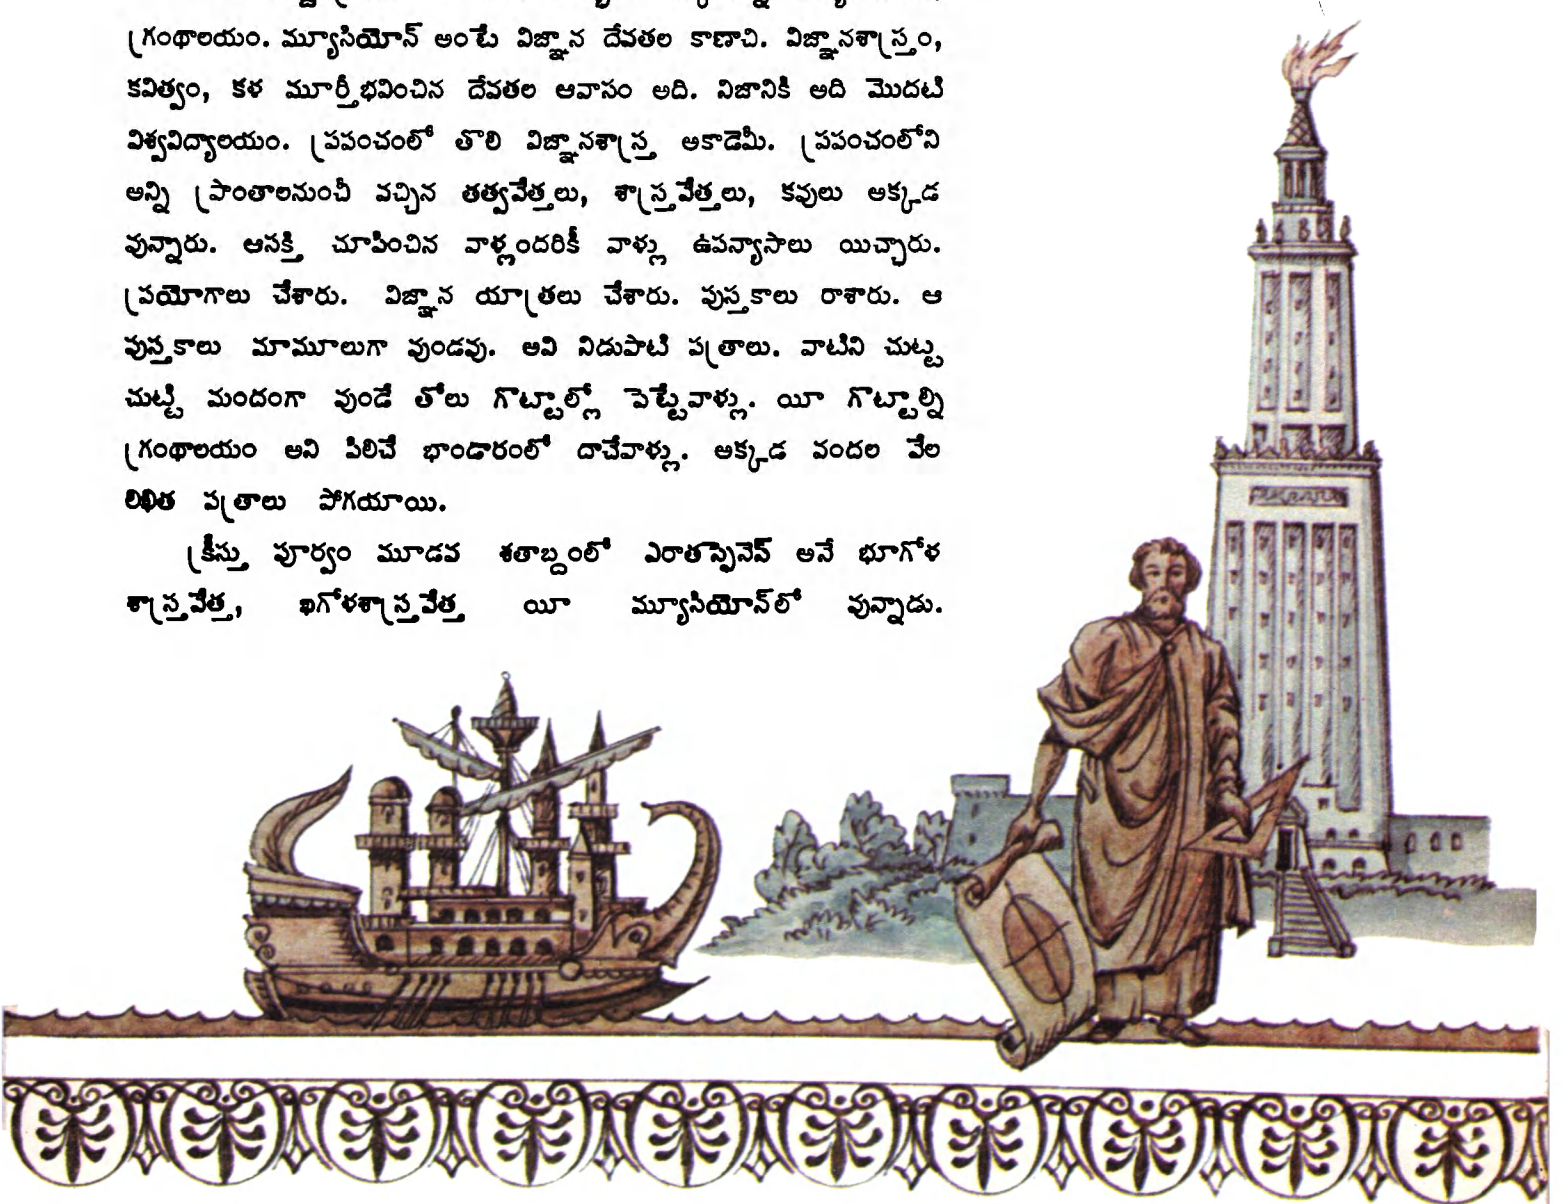 గ్రంథాలయం. మ్యూసియోన్ అంటే విజ్ఞాన దేవతల కాణాచి. విజ్ఞానశాస్త్రం,
కవిత్వం, కళ మూర్తీభవించిన దేవతల ఆవాసం అది. నిజానికి అది మొదటి
విశ్వవిద్యాలయం. ప్రపంచంలో తొలి విజ్ఞానశాస్త్ర అకాడెమీ. ప్రపంచంలోని
అన్ని ప్రాంతాలనుంచీ వచ్చిన తత్వవేత్తలు, శాస్త్రవేత్తలు, కవులు అక్కడ
వున్నారు. ఆసక్తి చూపించిన వాళ్లందరికీ వాళ్లు ఉపన్యాసాలు యిచ్చారు.
ప్రయోగాలు చేశారు. విజ్ఞాన యాత్రలు చేశారు. పుస్తకాలు రాశారు. ఆ
పుస్తకాలు మామూలుగా వుండవు. అవి నిడుపాటి పత్రాలు. వాటిని చుట్ట
చుట్టి మందంగా వుండే తోలు గొట్టాల్లో పెట్టేవాళ్లు. యీ గొట్టాల్ని
గ్రంథాలయం అని పిలిచే భాండారంలో దాచేవాళ్లు. అక్కడ వందల వేల
లిఖిత పత్రాలు పోగయాయి.
క్రీస్తు పూర్వం మూడవ శతాబ్దంలో ఎరాతస్ఫెనెస్ అనే భూగోళ
శాస్త్రవేత్త, ఖగోళశాస్త్రవేత్త యీ మ్యూసియోన్‌లో వున్నాడు.